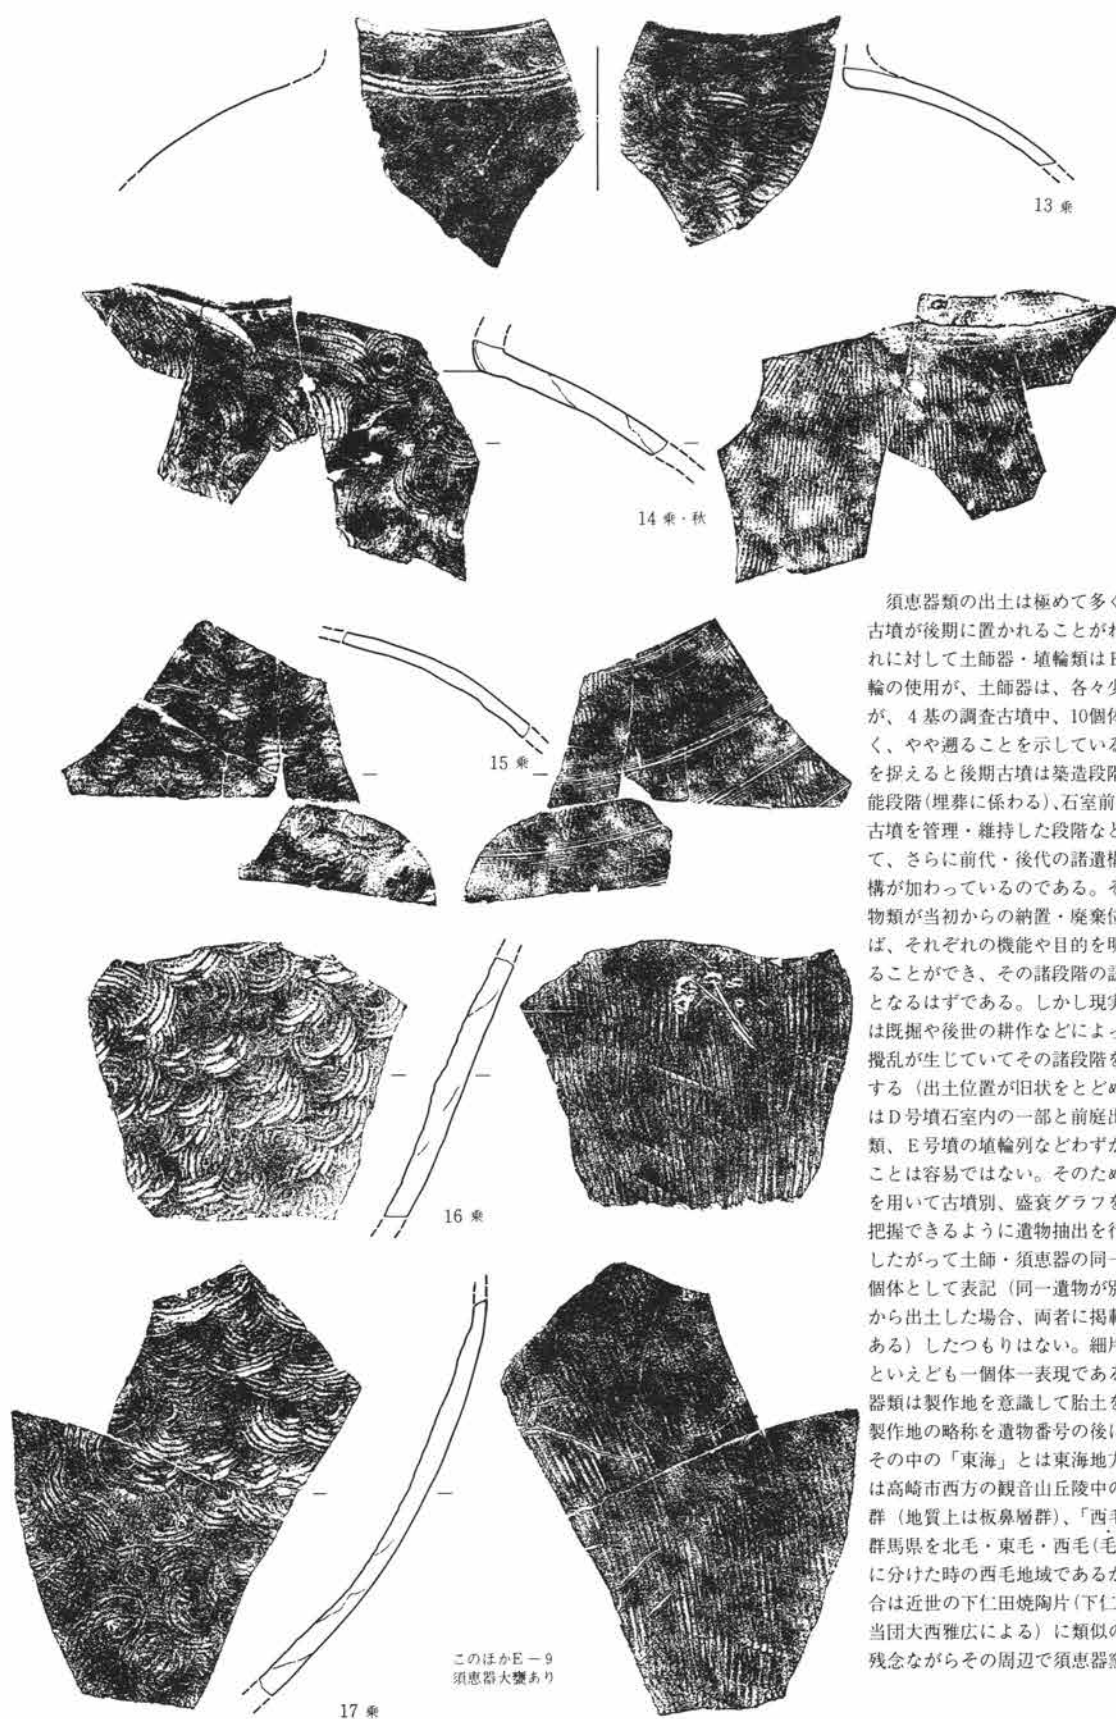 13 乗
14 乗・秋
15 乗
16 乗
17 乗
このほかE－9
須恵器大甕あり
須恵器類の出土は極めて多く
古墳が後期に置かれることがわ
れに対して土師器・埴輪類はE
輪の使用が、土師器は、各々少
が、4基の調査古墳中、10個体
く、やや遡ることを示している
を捉えると後期古墳は築造段階
能段階(埋葬に係わる)、石室前
古墳を管理・維持した段階など
て、さらに前代・後代の諸遺構
構が加わっているのである。そ
物類が当初からの納置・廃棄位
ば、それぞれの機能や目的を明
ることができ、その諸段階の
となるはずである。しかし現実
は既掘や後世の耕作などによっ
攪乱が生じていてその諸段階を
する（出土位置が旧状をとどめ
はD号墳石室内の一部と前庭出
類、E号墳の埴輪列などわずか
ことは容易ではない。そのため
を用いて古墳別、盛衰グラフを
把握できるように遺物抽出を行
したがって土師・須恵器の同一
個体として表記（同一遺物が別
から出土した場合、両者に掲載
ある）したつもりはない。細片
といえども一個体一表現である
器類は製作地を意識して胎土を
製作地の略称を遺物番号の後に
その中の「東海」とは東海地方
は高崎市西方の観音山丘陵中の
群（地質上は板鼻層群）、「西毛
群馬県を北毛・東毛・西毛(毛
に分けた時の西毛地域であるが
合は近世の下仁田焼陶片(下仁
当団大西雅広による）に類似の
残念ながらその周辺で須恵器窯